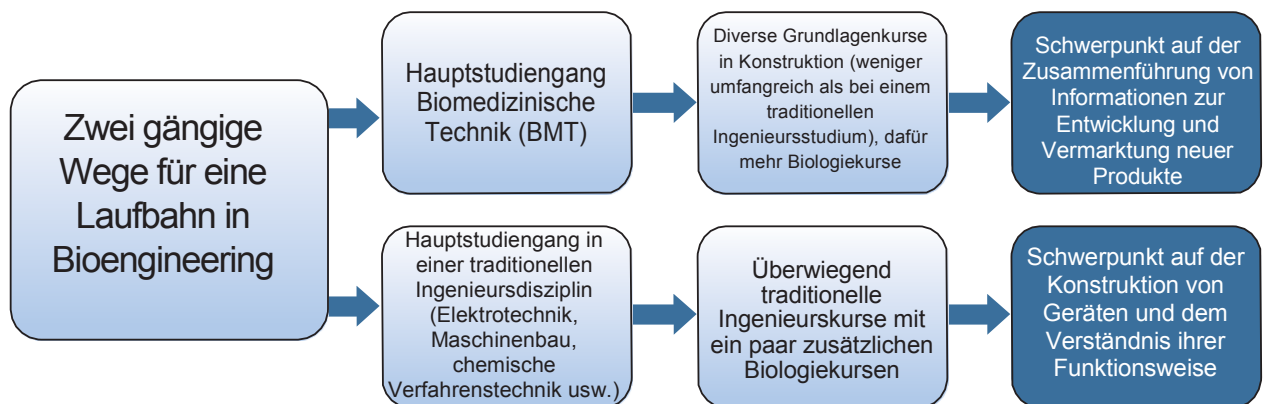 Zwei gängige
Wege für eine
Laufbahn in
Bioengineering
Hauptstudiengang
Biomedizinische
Technik (BMT)
Diverse Grundlagenkurse
in Konstruktion (weniger
umfangreich als bei einem
traditionellen
Ingenieursstudium), dafür
mehr Biologiekurse
Schwerpunkt auf der
Zusammenführung von
Informationen zur
Entwicklung und
Vermarktung neuer
Produkte
Hauptstudiengang in
einer traditionellen
Ingenieursdisziplin
(Elektrotechnik,
Maschinenbau,
chemische
Verfahrenstechnik usw.)
Überwiegend
traditionelle
Ingenieurskurse mit
ein paar zusätzlichen
Biologiekursen
Schwerpunkt auf der
Konstruktion von
Geräten und dem
Verständnis ihrer
Funktionsweise